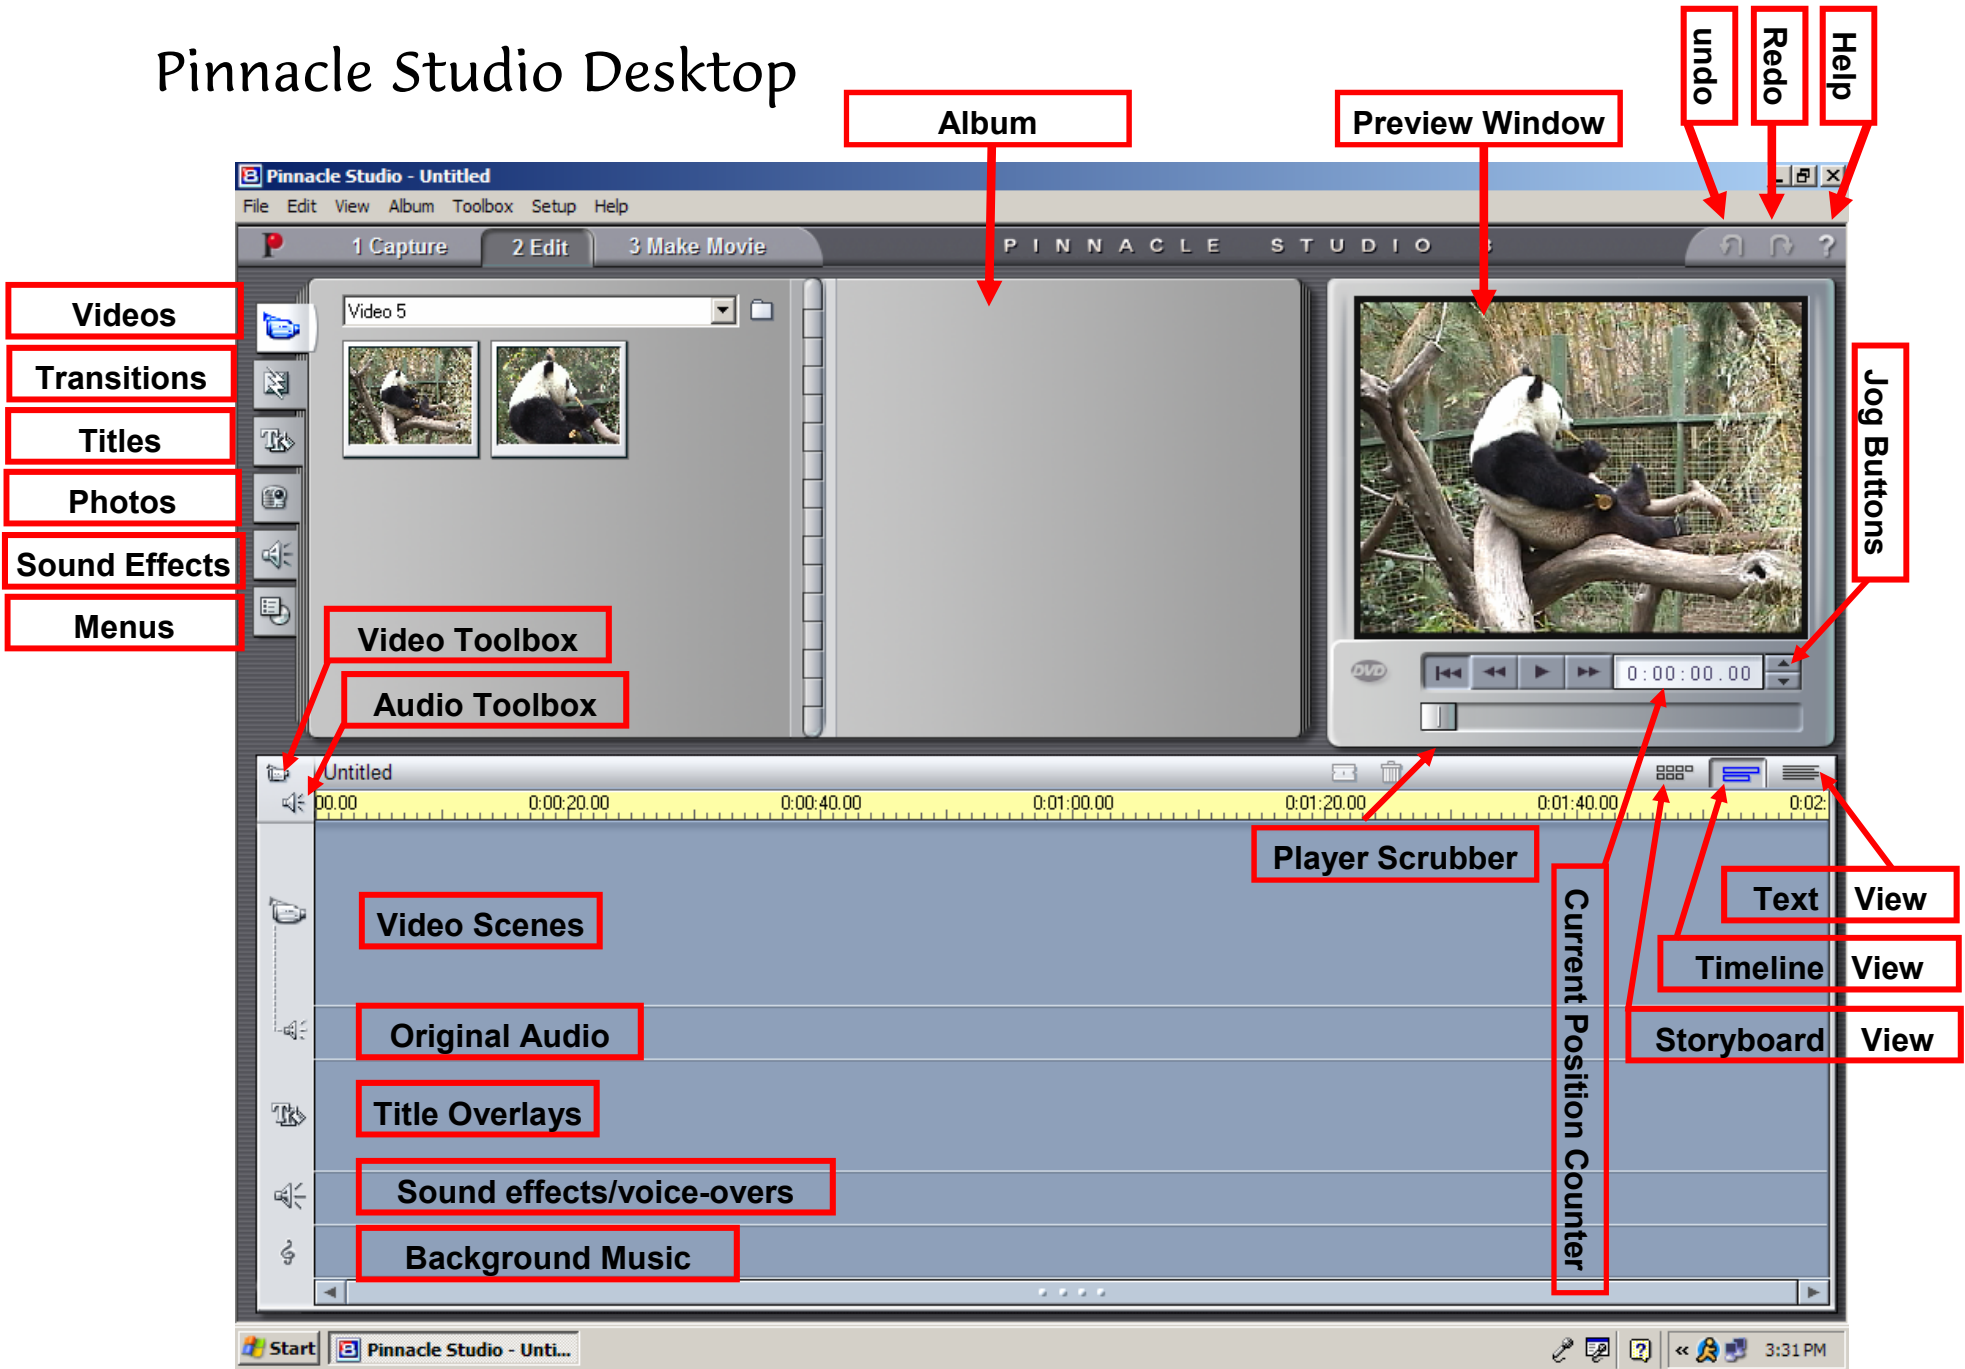 Pinnacle Studio Desktop
undo
Redo
Help
Album
Preview Window
Pinnacle Studio - Untitled
File Edit View Album Toolbox Setup Help
1 Capture 2 Edit 3 Make Movie
PINNACLE STUDIO
?
Videos
Transitions
Titles
Photos
Sound Effects
Menus
Video 5
Jog Buttons
Video Toolbox
Audio Toolbox
DVD
0:00:00.00
Untitled
00.00 0:00:20.00 0:00:40.00 0:01:00.00 0:01:20.00 0:01:40.00 0:02:
Player Scrubber
Current Position Counter
Text View
Timeline View
Storyboard View
Video Scenes
Original Audio
Title Overlays
Sound effects/voice-overs
Background Music
Start Pinnacle Studio - Unti... 3:31 PM